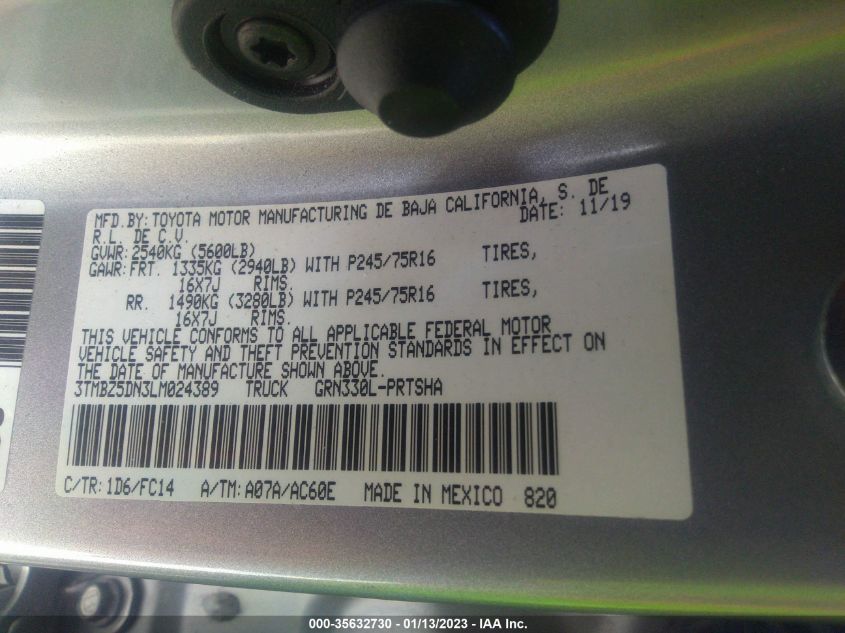 MFD.BY: TOYOTA MOTOR MANUFACTURING DE BAJA CALIFORNIA, S. DE
R.L. DE C.V. DATE: 11/19
GVWR: 2540KG (5600LB)
GAWR: FRT. 1335KG (2940LB) WITH P245/75R16 TIRES,
16X7J RIMS.
RR. 1490KG (3280LB) WITH P245/75R16 TIRES,
16X7J RIMS.
THIS VEHICLE CONFORMS TO ALL APPLICABLE FEDERAL MOTOR
VEHICLE SAFETY AND THEFT PREVENTION STANDARDS IN EFFECT ON
THE DATE OF MANUFACTURE SHOWN ABOVE.
3TMBZ5DN3LM024389 TRUCK GRN330L-PRTSHA
C/TR: 1D6/FC14 A/TM: A07A/AC60E MADE IN MEXICO 820
000-35632730 - 01/13/2023 - IAA Inc.